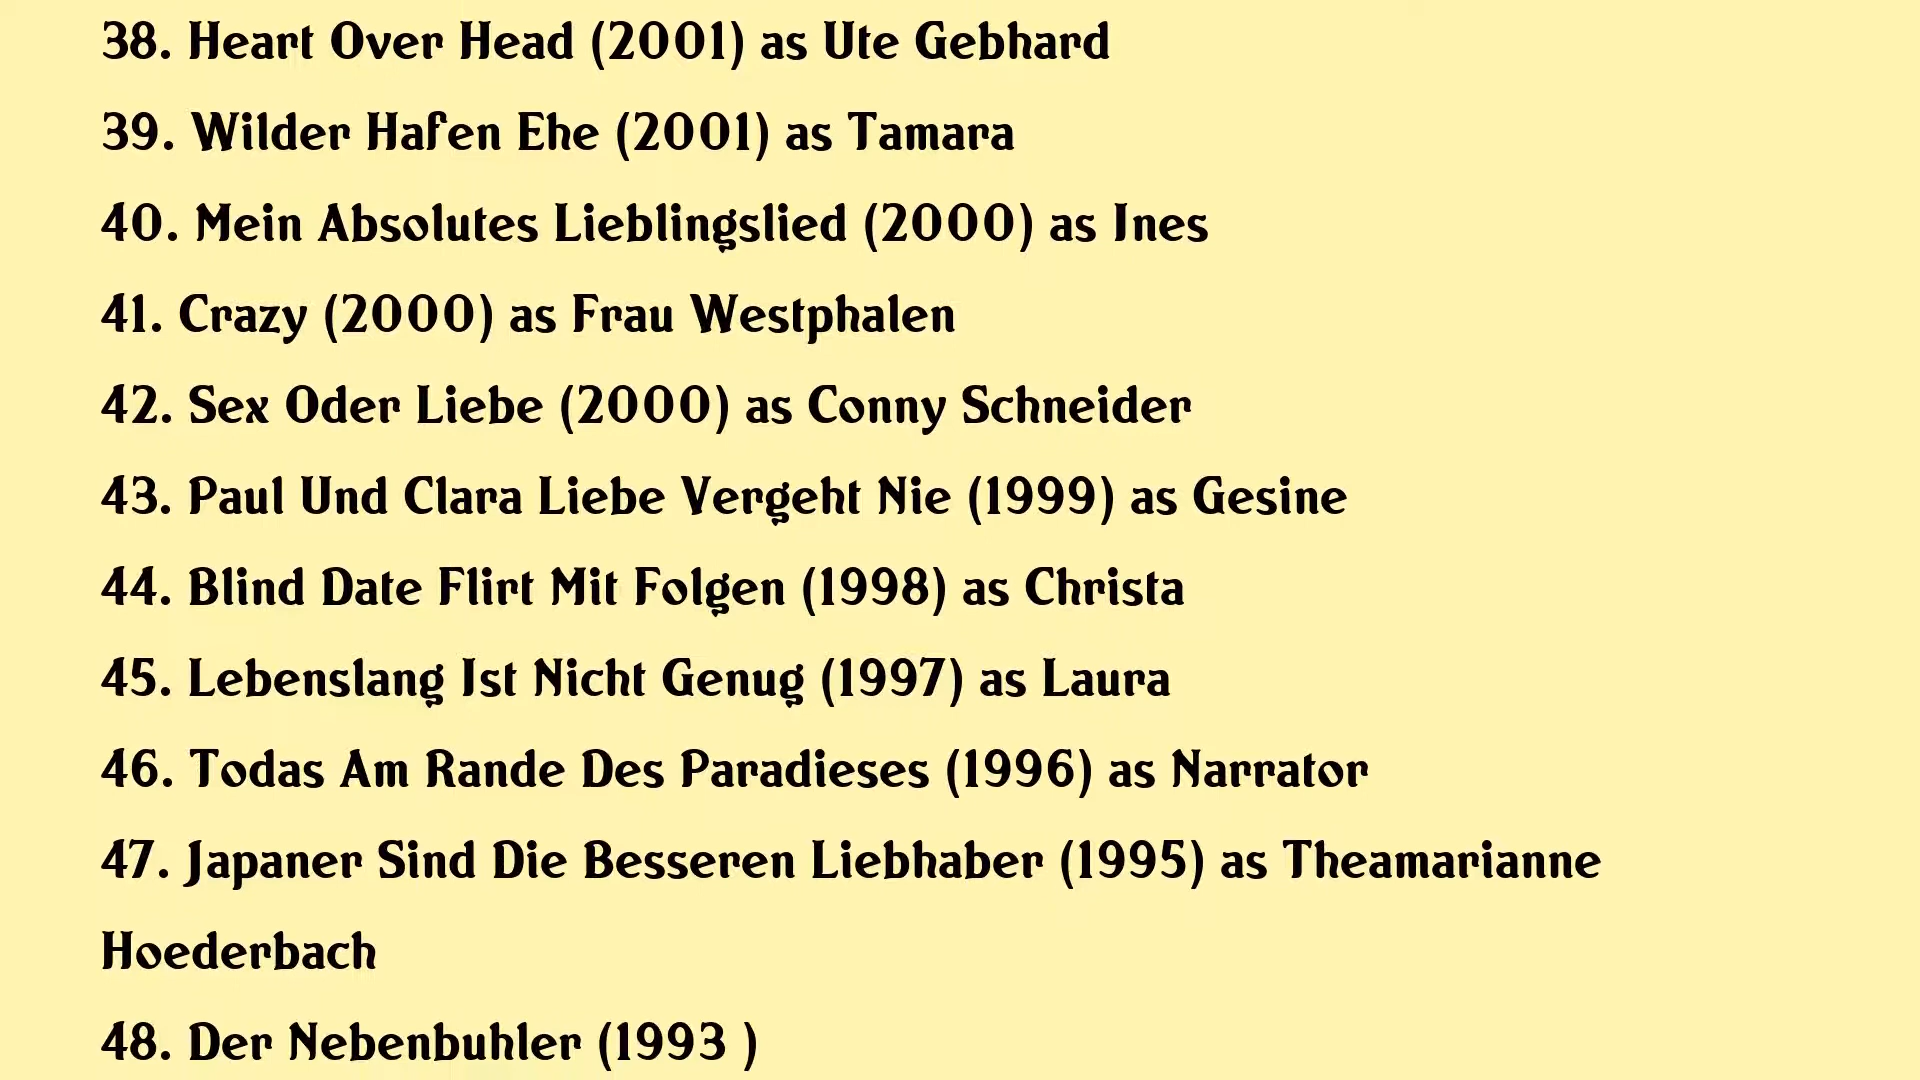 38. Heart Over Head (2001) as Ute Gebhard
39. Wilder Hafen Ehe (2001) as Tamara
40. Mein Absolutes Lieblingslied (2000) as Ines
41. Crazy (2000) as Frau Westphalen
42. Sex Oder Liebe (2000) as Conny Schneider
43. Paul Und Clara Liebe Vergeht Nie (1999) as Gesine
44. Blind Date Flirt Mit Folgen (1998) as Christa
45. Lebenslang Ist Nicht Genug (1997) as Laura
46. Todas Am Rande Des Paradieses (1996) as Narrator
47. Japaner Sind Die Besseren Liebhaber (1995) as Theamarianne
Hoederbach
48. Der Nebenbuhler (1993 )